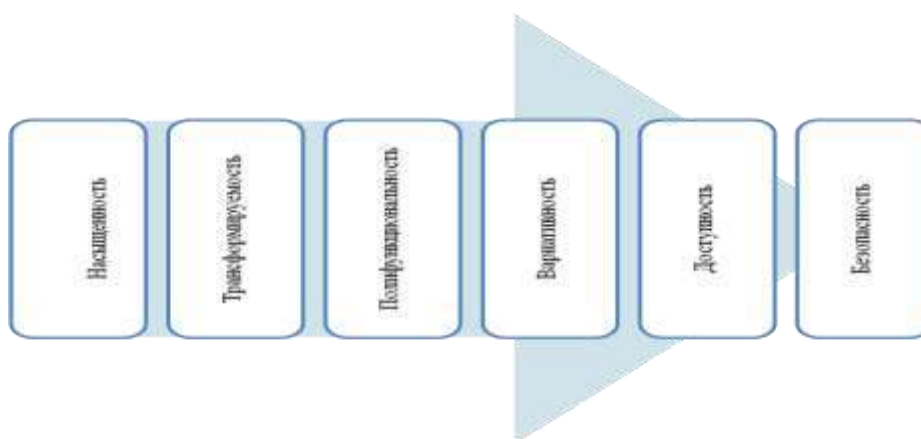 Насыщенность
Трансформируемость
Полифункциональность
Вариативность
Доступность
Безопасность